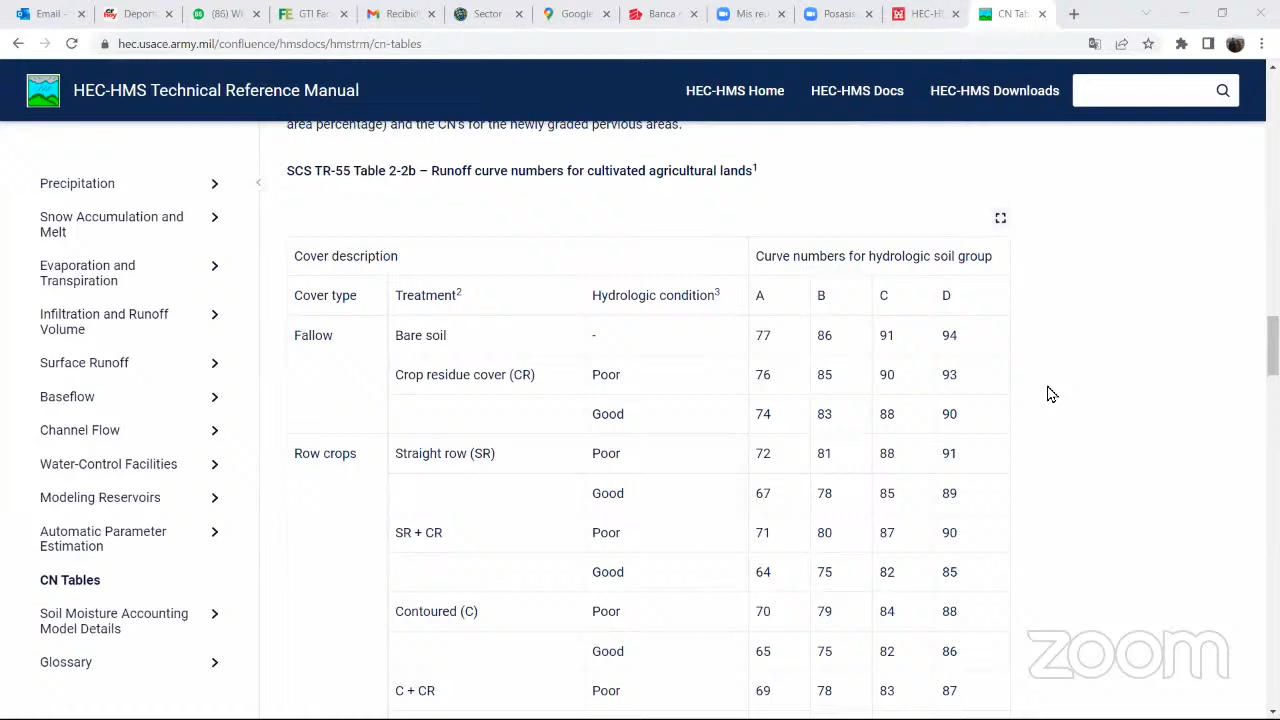 Email
Deport
(86) WI
GTI Fac
Recibid
Sector
Google
Banca
Mis reu
Posasis
HEC-H
CN Tab
hec.usace.army.mil/confluence/hmsdocs/hmstrm/cn-tables
HEC-HMS Technical Reference Manual
HEC-HMS Home
HEC-HMS Docs
HEC-HMS Downloads
area percentage) and the CN's for the newly graded pervious areas.
SCS TR-55 Table 2-2b – Runoff curve numbers for cultivated agricultural lands1
Precipitation
Snow Accumulation and
Melt
Evaporation and
Transpiration
Infiltration and Runoff
Volume
Surface Runoff
Baseflow
Channel Flow
Water-Control Facilities
Modeling Reservoirs
Automatic Parameter
Estimation
CN Tables
Soil Moisture Accounting
Model Details
Glossary
Cover description Curve numbers for hydrologic soil group
Cover type Treatment2 Hydrologic condition3 A B C D
Fallow Bare soil - 77 86 91 94
Crop residue cover (CR) Poor 76 85 90 93
Good 74 83 88 90
Row crops Straight row (SR) Poor 72 81 88 91
Good 67 78 85 89
SR + CR Poor 71 80 87 90
Good 64 75 82 85
Contoured (C) Poor 70 79 84 88
Good 65 75 82 86
C + CR Poor 69 78 83 87
zoom